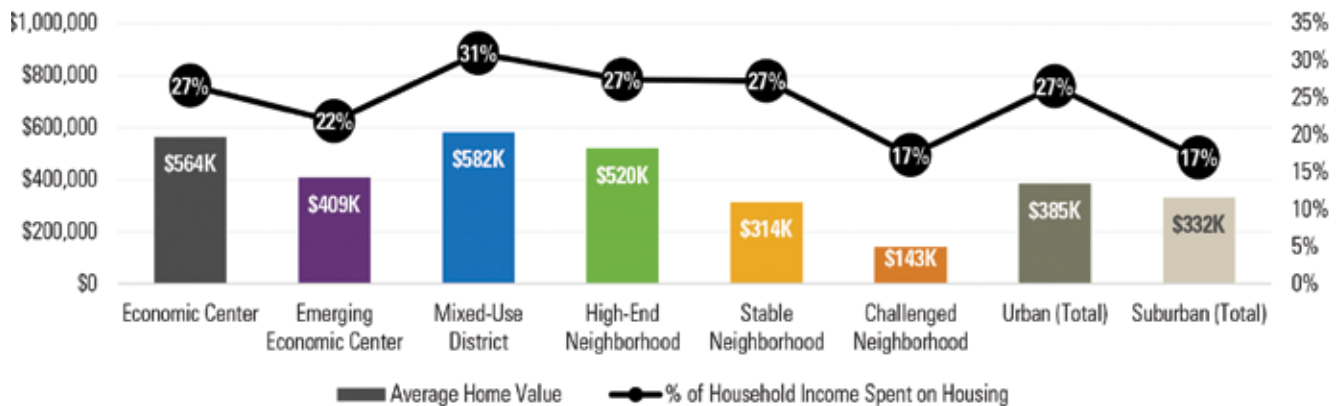 $1,000,000
$800,000
$600,000
$400,000
$200,000
$0
35%
30%
25%
20%
15%
10%
5%
0%
27%
22%
31%
27%
27%
17%
27%
17%
$564K
$409K
$582K
$520K
$314K
$143K
$385K
$332K
Economic Center
Emerging
Economic Center
Mixed-Use
District
High-End
Neighborhood
Stable
Neighborhood
Challenged
Neighborhood
Urban (Total)
Suburban (Total)
Average Home Value
% of Household Income Spent on Housing